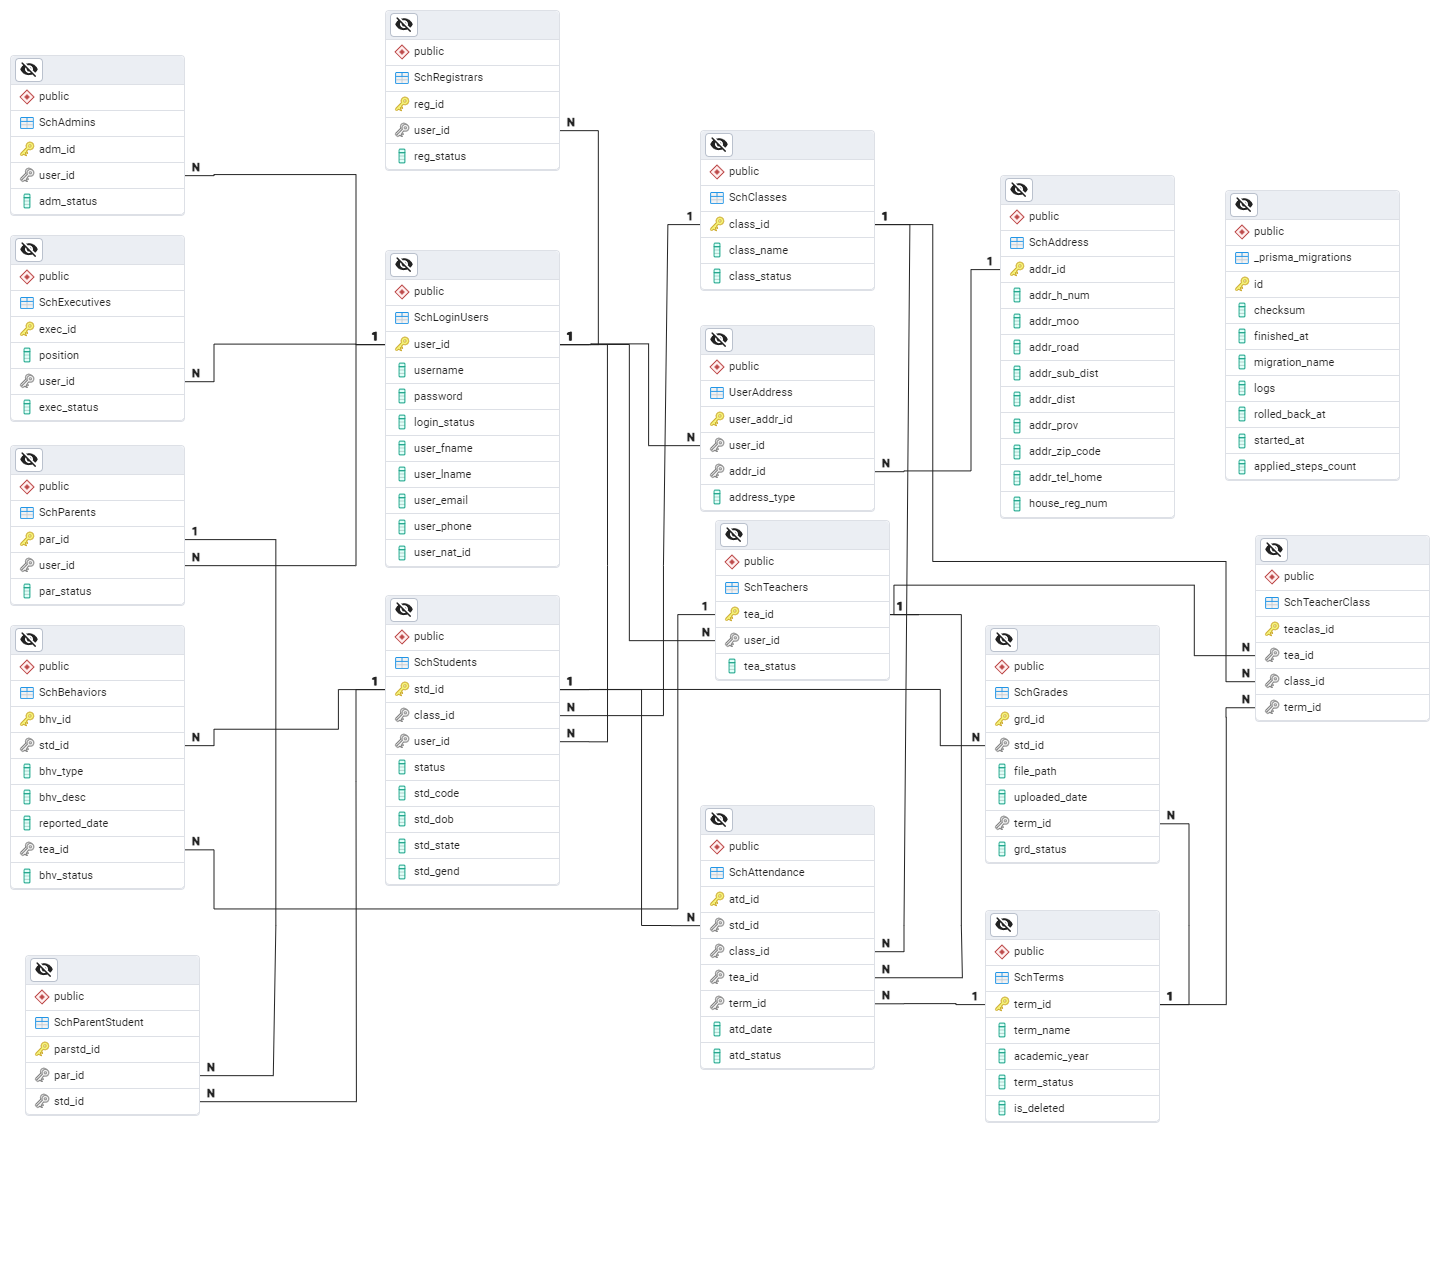 public
SchAdmins
adm_id
user_id
adm_status
N
public
SchExecutives
exec_id
position
user_id
exec_status
N
public
SchParents
par_id
user_id
par_status
1
N
public
SchBehaviors
bhv_id
std_id
bhv_type
bhv_desc
reported_date
tea_id
bhv_status
N
N
public
SchParentStudent
parstd_id
par_id
std_id
N
N
public
SchRegistrars
reg_id
user_id
reg_status
N
public
SchLoginUsers
user_id
username
password
login_status
user_fname
user_lname
user_email
user_phone
user_nat_id
1
1
public
SchStudents
std_id
class_id
user_id
status
std_code
std_dob
std_state
std_gend
1
1
N
N
public
SchClasses
class_id
class_name
class_status
1
1
public
UserAddress
user_addr_id
user_id
addr_id
address_type
N
N
public
SchTeachers
tea_id
user_id
tea_status
1
N
1
public
SchAttendance
atd_id
std_id
class_id
tea_id
term_id
atd_date
atd_status
N
N
N
N
public
SchAddress
addr_id
addr_h_num
addr_moo
addr_road
addr_sub_dist
addr_dist
addr_prov
addr_zip_code
addr_tel_home
house_reg_num
1
public
SchGrades
grd_id
std_id
file_path
uploaded_date
term_id
grd_status
N
N
public
SchTerms
term_id
term_name
academic_year
term_status
is_deleted
1
1
public
_prisma_migrations
id
checksum
finished_at
migration_name
logs
rolled_back_at
started_at
applied_steps_count
public
SchTeacherClass
teaclas_id
tea_id
class_id
term_id
N
N
N